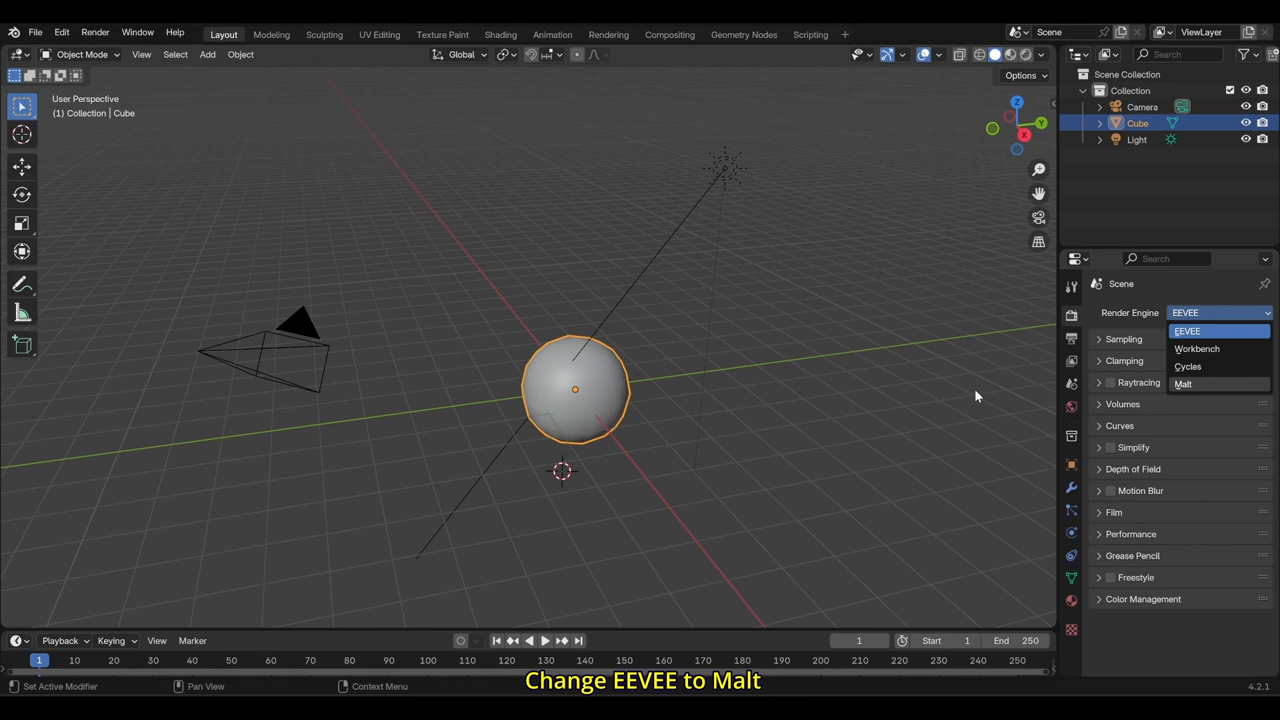 File Edit Render Window Help Layout Modeling Sculpting UV Editing Texture Paint Shading Animation Rendering Compositing Geometry Nodes Scripting + Scene ViewLayer
Object Mode View Select Add Object Global Search
Options
User Perspective
(1) Collection | Cube
Z
Y
X
Scene Collection
Collection
Camera
Cube
Light
Search
Scene
Render Engine EEVEE
EEVEE
Workbench
Cycles
Malt
Sampling
Clamping
Raytracing
Volumes
Curves
Simplify
Depth of Field
Motion Blur
Film
Performance
Grease Pencil
Freestyle
Color Management
Playback Keying View Marker 1 Start 1 End 250
1 10 20 30 40 50 60 70 80 90 100 110 120 130 140 150 160 170 180 190 200 210 220 230 240 250
Set Active Modifier Pan View Context Menu 4.2.1
Change EEVEE to Malt